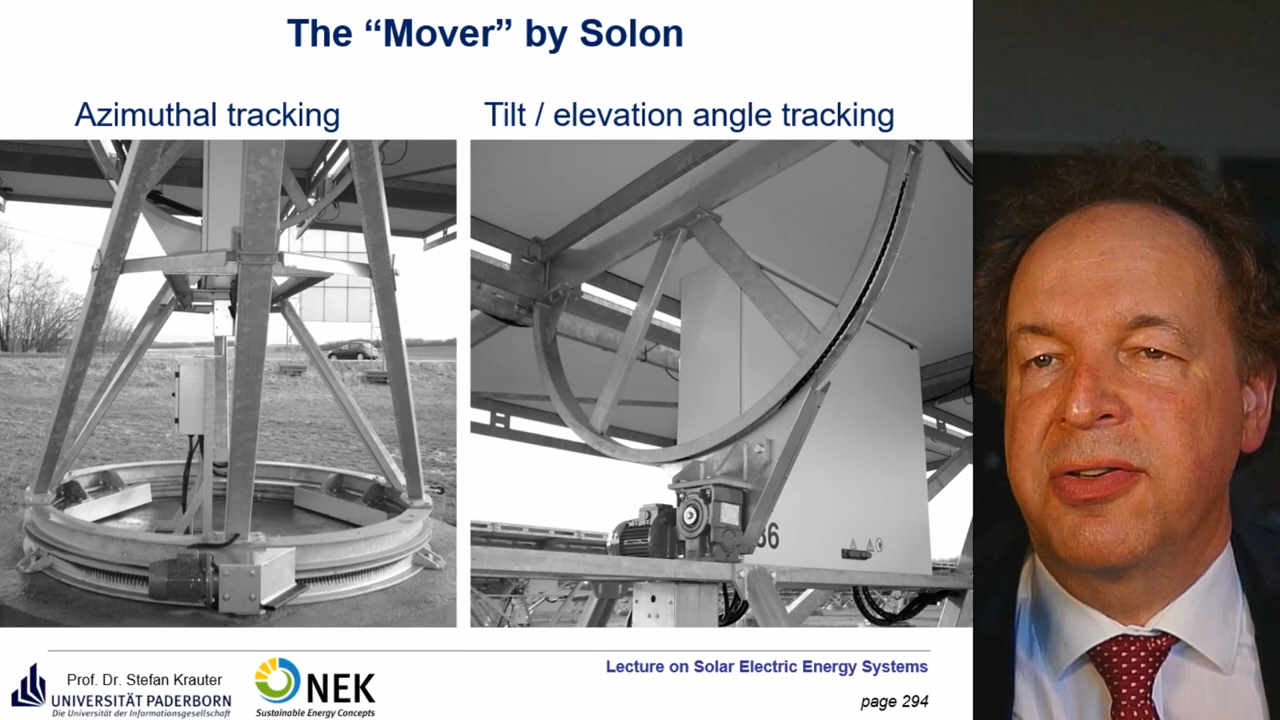 The “Mover” by Solon
Azimuthal tracking
Tilt / elevation angle tracking
Prof. Dr. Stefan Krauter
UNIVERSITÄT PADERBORN
Die Universität der Informationsgesellschaft
NEK
Sustainable Energy Concepts
Lecture on Solar Electric Energy Systems
page 294